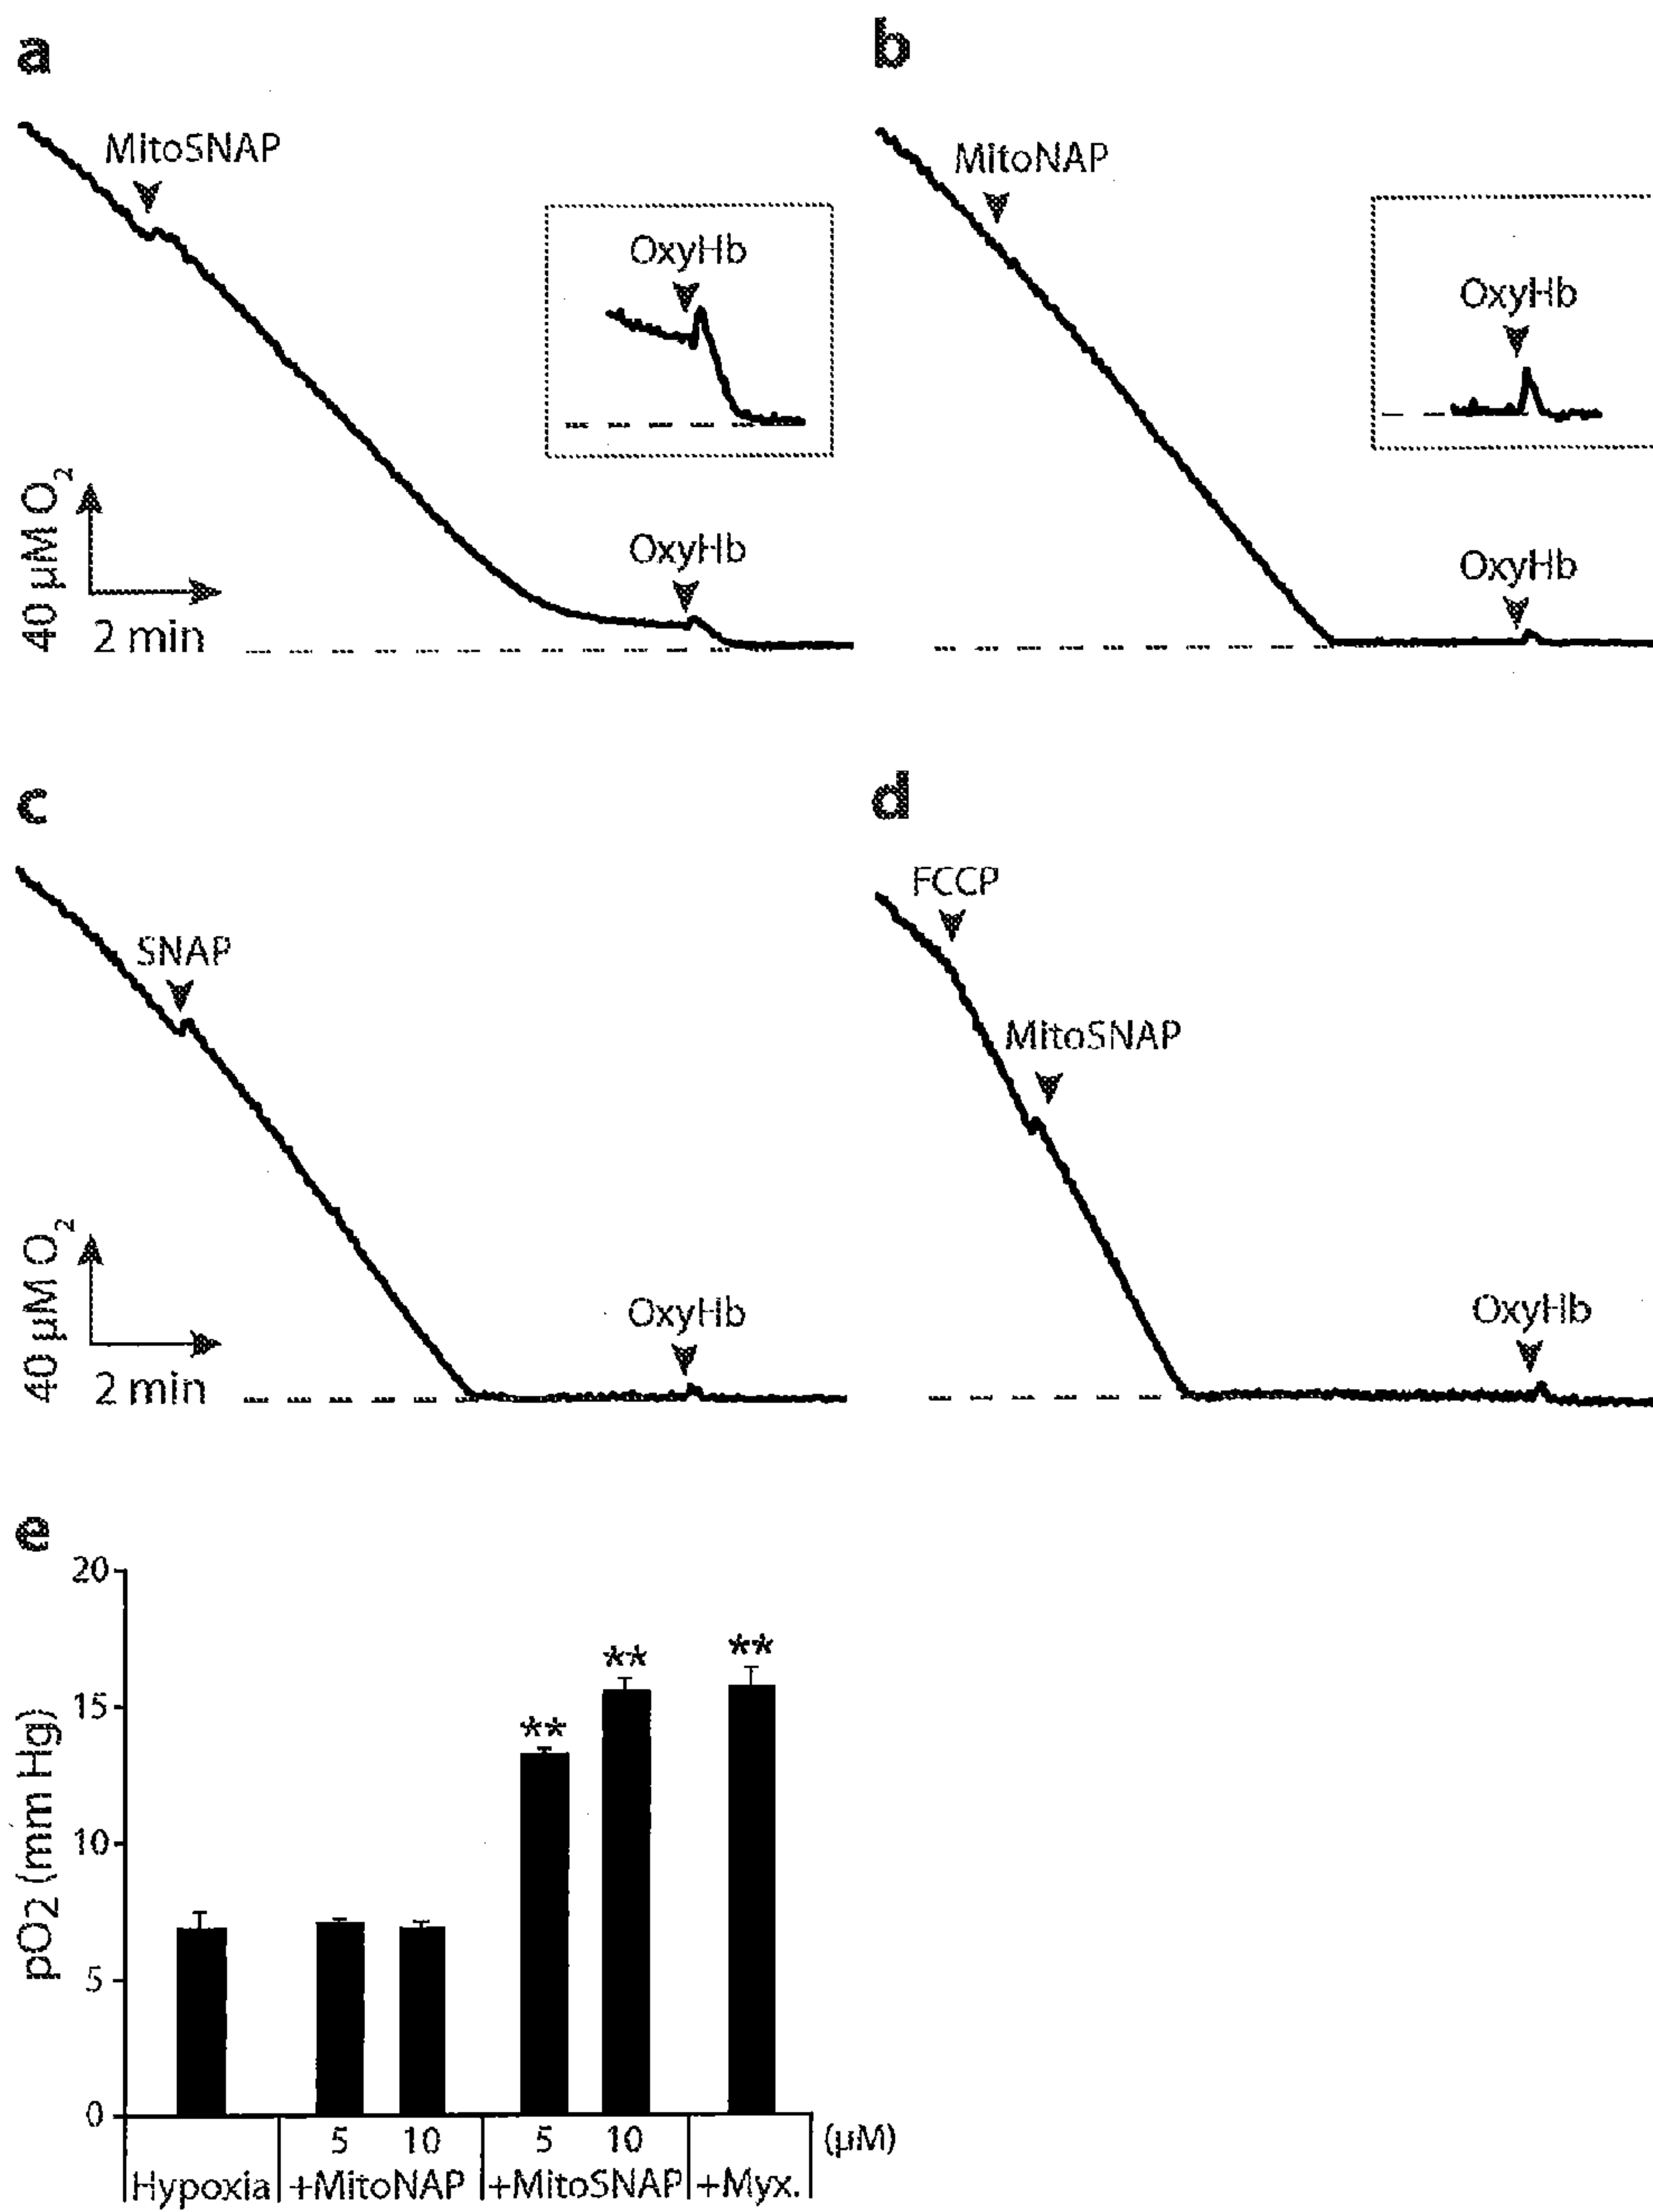 a
MitoSNAP
OxyHb
OxyHb
40 µM O2
2 min
b
MitoNAP
OxyHb
OxyHb
c
SNAP
OxyHb
40 µM O2
2 min
d
FCCP
MitoSNAP
OxyHb
e
pO2 (mm Hg)
20
15
10
5
0
**
**
**
5 10 5 10 (µM)
Hypoxia +MitoNAP +MitoSNAP +Myx.